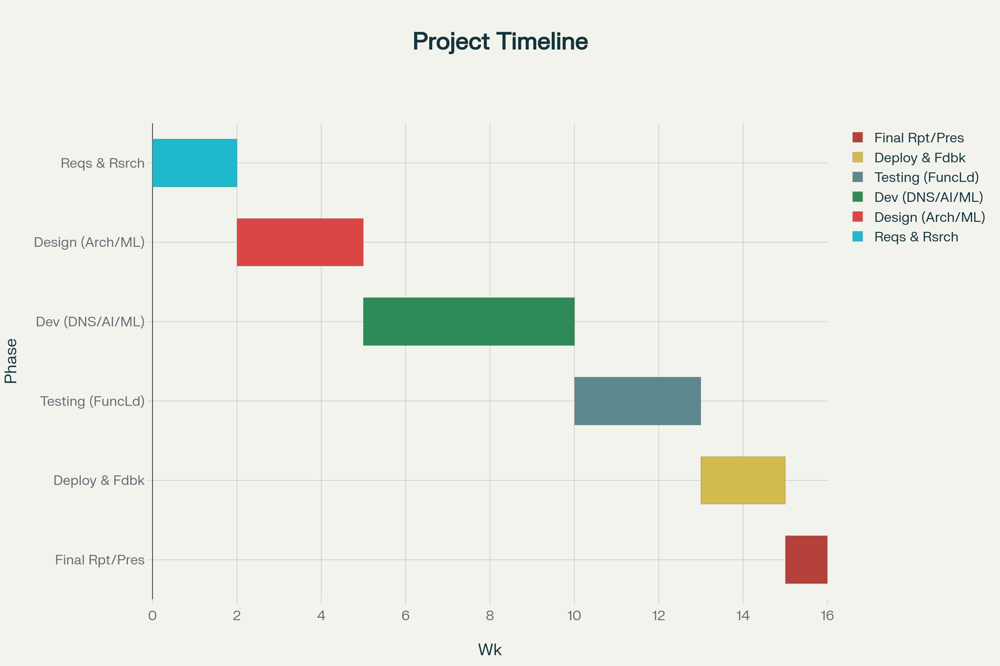 Project Timeline
Reqs & Rsrch
Design (Arch/ML)
Dev (DNS/AI/ML)
Testing (FuncLd)
Deploy & Fdbk
Final Rpt/Pres
Phase
0 2 4 6 8 10 12 14 16
Wk
Final Rpt/Pres
Deploy & Fdbk
Testing (FuncLd)
Dev (DNS/AI/ML)
Design (Arch/ML)
Reqs & Rsrch